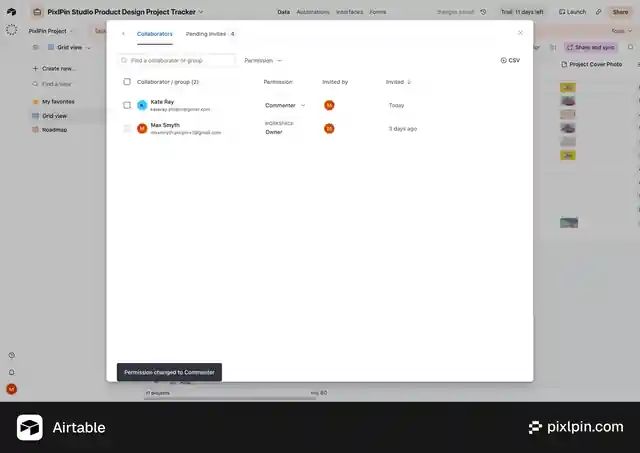 PixlPin Studio Product Design Project Tracker
Data Automations Interfaces Forms
Trial: 11 days left
Launch
Share
PixlPin Project
Collaborators
Pending invites · 4
Grid view
Share and sync
Create new...
Find a collaborator or group
Permission
CSV
Find a view
Project Cover Photo
Collaborator / group (2)
Permission
Invited by
Invited ↓
My favorites
Kate Rey
Commenter
M
Today
Grid view
Max Smyth
WORKSPACE
Owner
M
3 days ago
Roadmap
Permission changed to Commenter
M
Airtable
pixlpin.com